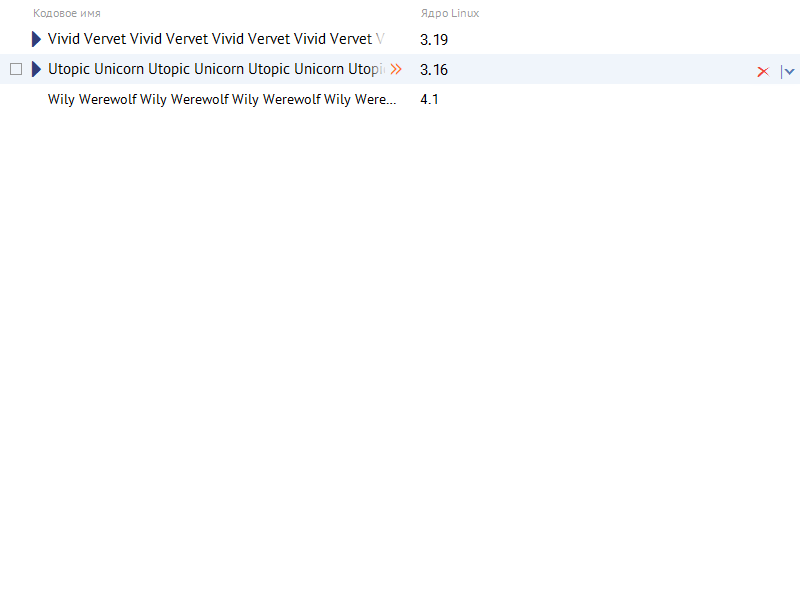 Кодовое имя Ядро Linux
Vivid Vervet Vivid Vervet Vivid Vervet Vivid Vervet V 3.19
Utopic Unicorn Utopic Unicorn Utopic Unicorn Utopi 3.16
Wily Werewolf Wily Werewolf Wily Werewolf Wily Were... 4.1